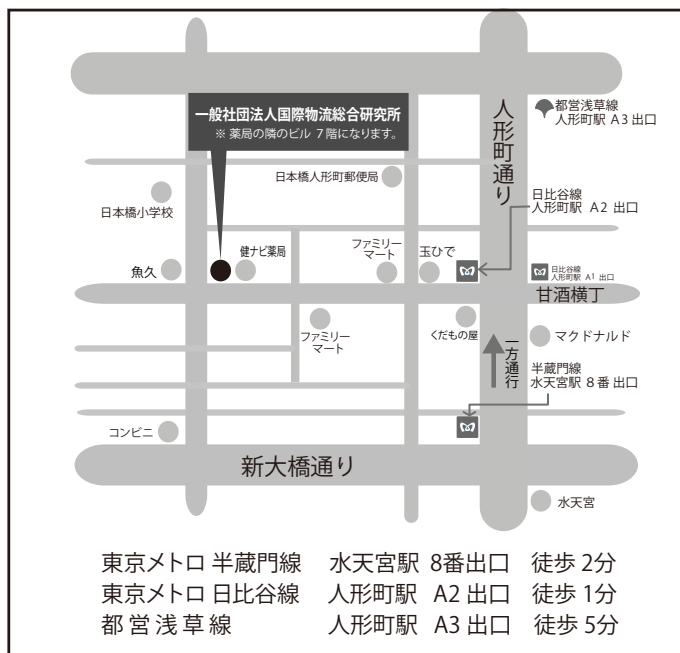 一般社団法人国際物流総合研究所
※ 薬局の隣のビル 7階になります。
人形町通り
都営浅草線
人形町駅 A3 出口
日本橋人形町郵便局
日比谷線
人形町駅 A2 出口
日本橋小学校
健ナビ薬局
ファミリー
マート
玉ひで
魚久
日比谷線
人形町駅 A1 出口
甘酒横丁
ファミリー
マート
くだもの屋
一方通行
マクドナルド
半蔵門線
水天宮駅 8番 出口
コンビニ
新大橋通り
水天宮
東京メトロ 半蔵門線 水天宮駅 8番出口 徒歩 2分
東京メトロ 日比谷線 人形町駅 A2 出口 徒歩 1分
都営浅草線 人形町駅 A3 出口 徒歩 5分